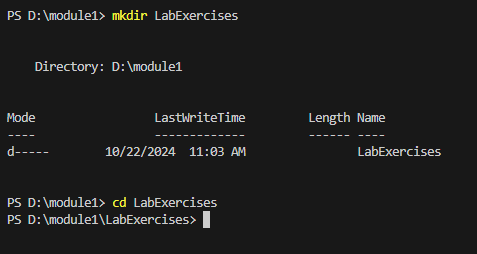 PS D:\module1> mkdir LabExercises
Directory: D:\module1
Mode                 LastWriteTime         Length Name
----                 -------------         ------ ----
d-----        10/22/2024  11:03 AM                LabExercises
PS D:\module1> cd LabExercises
PS D:\module1\LabExercises>